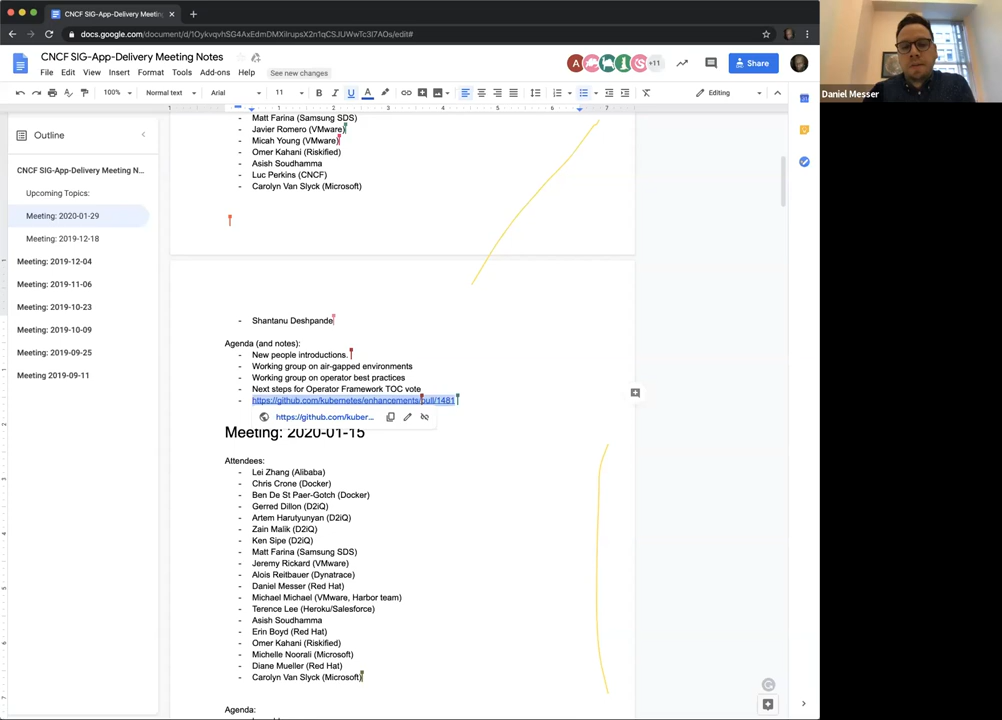 CNCF SIG-App-Delivery Meetin
docs.google.com/document/d/
CNCF SIG-App-Delivery Meeting Notes
File Edit View Insert Format Tools Add-ons Help See new changes
+11
Share
Daniel Messer
100% Normal text Arial 11 B I U A Editing
1 1 2 3 4 5 6 7
Outline
CNCF SIG-App-Delivery Meeting N...
Upcoming Topics:
Meeting: 2020-01-29
Meeting: 2019-12-18
Meeting: 2019-12-04
Meeting: 2019-11-06
Meeting: 2019-10-23
Meeting: 2019-10-09
Meeting: 2019-09-25
Meeting 2019-09-11
- Matt Farina (Samsung SDS)
- Javier Romero (VMware)
- Micah Young (VMware)
- Omer Kahani (Riskified)
- Asish Soudhamma
- Luc Perkins (CNCF)
- Carolyn Van Slyck (Microsoft)
- Shantanu Deshpande
Agenda (and notes):
- New people introductions.
- Working group on air-gapped environments
- Working group on operator best practices
- Next steps for Operator Framework TOC vote
- https://github.com/kubernetes/enhancements/pull/1481
https://github.com/kuber...
Meeting: 2020-01-15
Attendees:
- Lei Zhang (Alibaba)
- Chris Crone (Docker)
- Ben De St Paer-Gotch (Docker)
- Gerred Dillon (D2iQ)
- Artem Harutyunyan (D2iQ)
- Zain Malik (D2iQ)
- Ken Sipe (D2iQ)
- Matt Farina (Samsung SDS)
- Jeremy Rickard (VMware)
- Alois Reitbauer (Dynatrace)
- Daniel Messer (Red Hat)
- Michael Michael (VMware, Harbor team)
- Terence Lee (Heroku/Salesforce)
- Asish Soudhamma
- Erin Boyd (Red Hat)
- Omer Kahani (Riskified)
- Michelle Noorali (Microsoft)
- Diane Mueller (Red Hat)
- Carolyn Van Slyck (Microsoft)
Agenda: